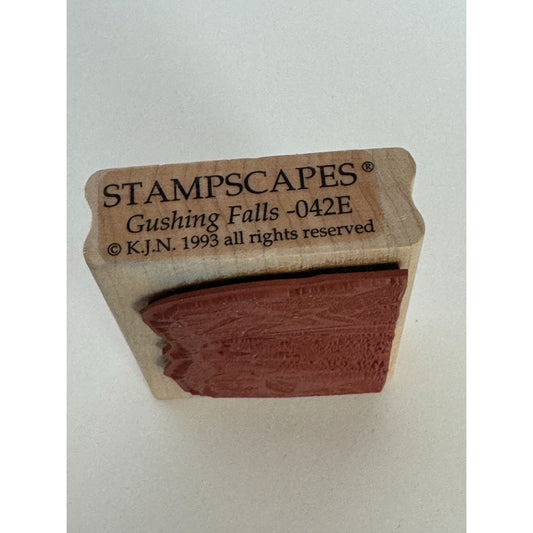 STAMPSCAPES®
Gushing Falls -042E
© K.J.N. 1993 all rights reserved